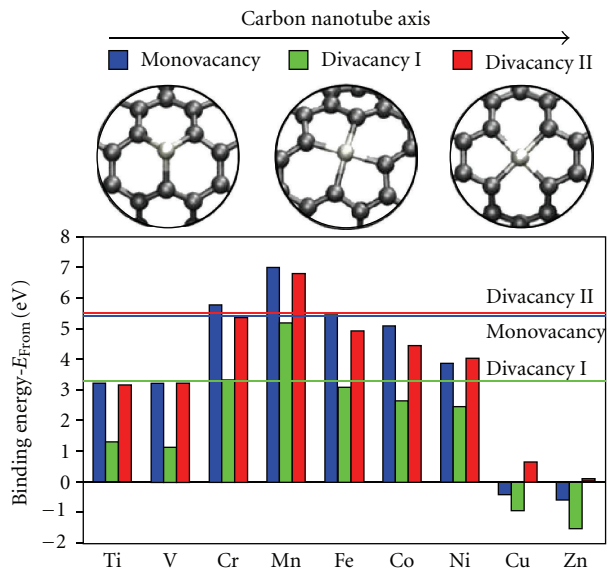 Carbon nanotube axis
Monovacancy Divacancy I Divacancy II
Binding energy-E_From (eV)
8
7
6
5
4
3
2
1
0
−1
−2
Divacancy II
Monovacancy
Divacancy I
Ti V Cr Mn Fe Co Ni Cu Zn